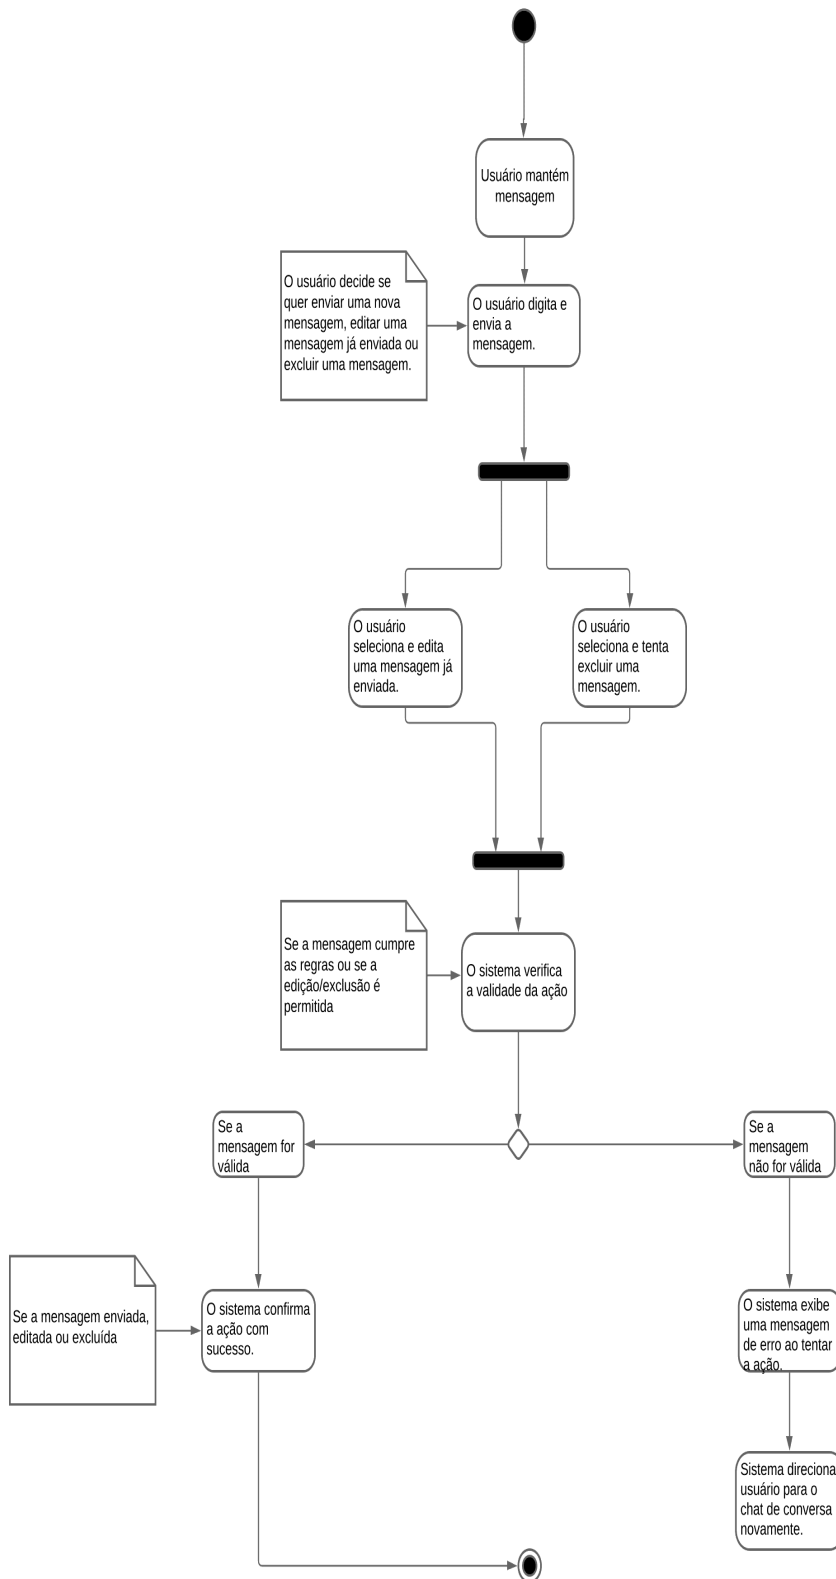 Usuário mantém
mensagem
O usuário decide se
quer enviar uma nova
mensagem, editar uma
mensagem já enviada ou
excluir uma mensagem.
O usuário digita e
envia a
mensagem.
O usuário
seleciona e edita
uma mensagem já
enviada.
O usuário
seleciona e tenta
excluir uma
mensagem.
Se a mensagem cumpre
as regras ou se a
edição/exclusão é
permitida
O sistema verifica
a validade da ação
Se a
mensagem for
válida
Se a
mensagem
não for válida
Se a mensagem enviada,
editada ou excluída
O sistema confirma
a ação com
sucesso.
O sistema exibe
uma mensagem
de erro ao tentar
a ação.
Sistema direciona
usuário para o
chat de conversa
novamente.